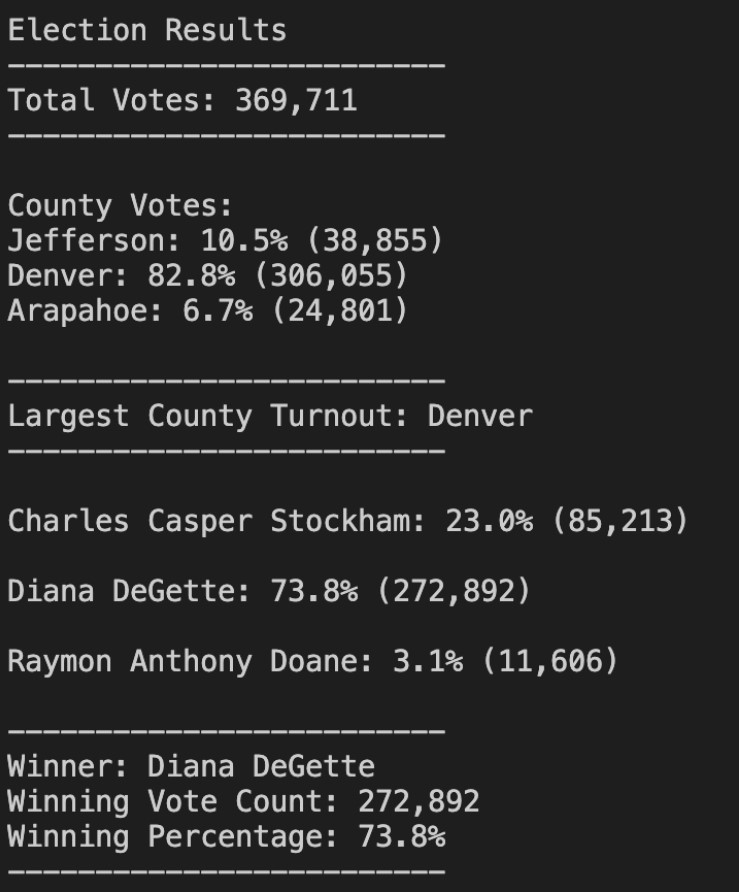 Election Results
-------------------------
Total Votes: 369,711
-------------------------
County Votes:
Jefferson: 10.5% (38,855)
Denver: 82.8% (306,055)
Arapahoe: 6.7% (24,801)
-------------------------
Largest County Turnout: Denver
-------------------------
Charles Casper Stockham: 23.0% (85,213)
Diana DeGette: 73.8% (272,892)
Raymon Anthony Doane: 3.1% (11,606)
-------------------------
Winner: Diana DeGette
Winning Vote Count: 272,892
Winning Percentage: 73.8%
-------------------------